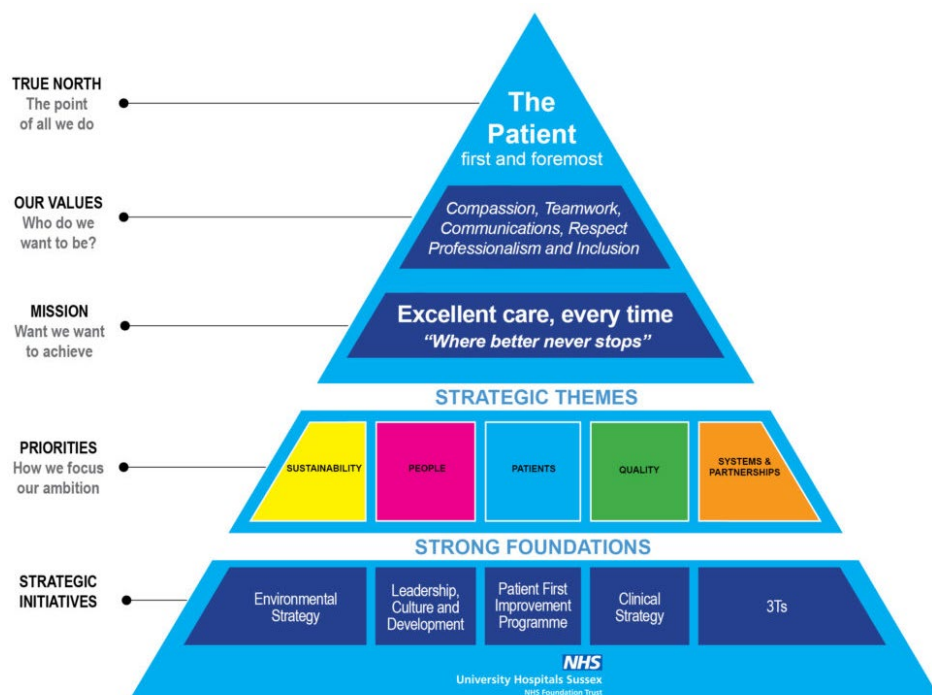 TRUE NORTH
The point
of all we do
The
Patient
first and foremost
OUR VALUES
Who do we
want to be?
Compassion, Teamwork,
Communications, Respect
Professionalism and Inclusion
MISSION
Want we want
to achieve
Excellent care, every time
“Where better never stops”
STRATEGIC THEMES
PRIORITIES
How we focus
our ambition
SUSTAINABILITY
PEOPLE
PATIENTS
QUALITY
SYSTEMS &
PARTNERSHIPS
STRONG FOUNDATIONS
STRATEGIC
INITIATIVES
Environmental
Strategy
Leadership,
Culture and
Development
Patient First
Improvement
Programme
Clinical
Strategy
3Ts
NHS
University Hospitals Sussex
NHS Foundation Trust